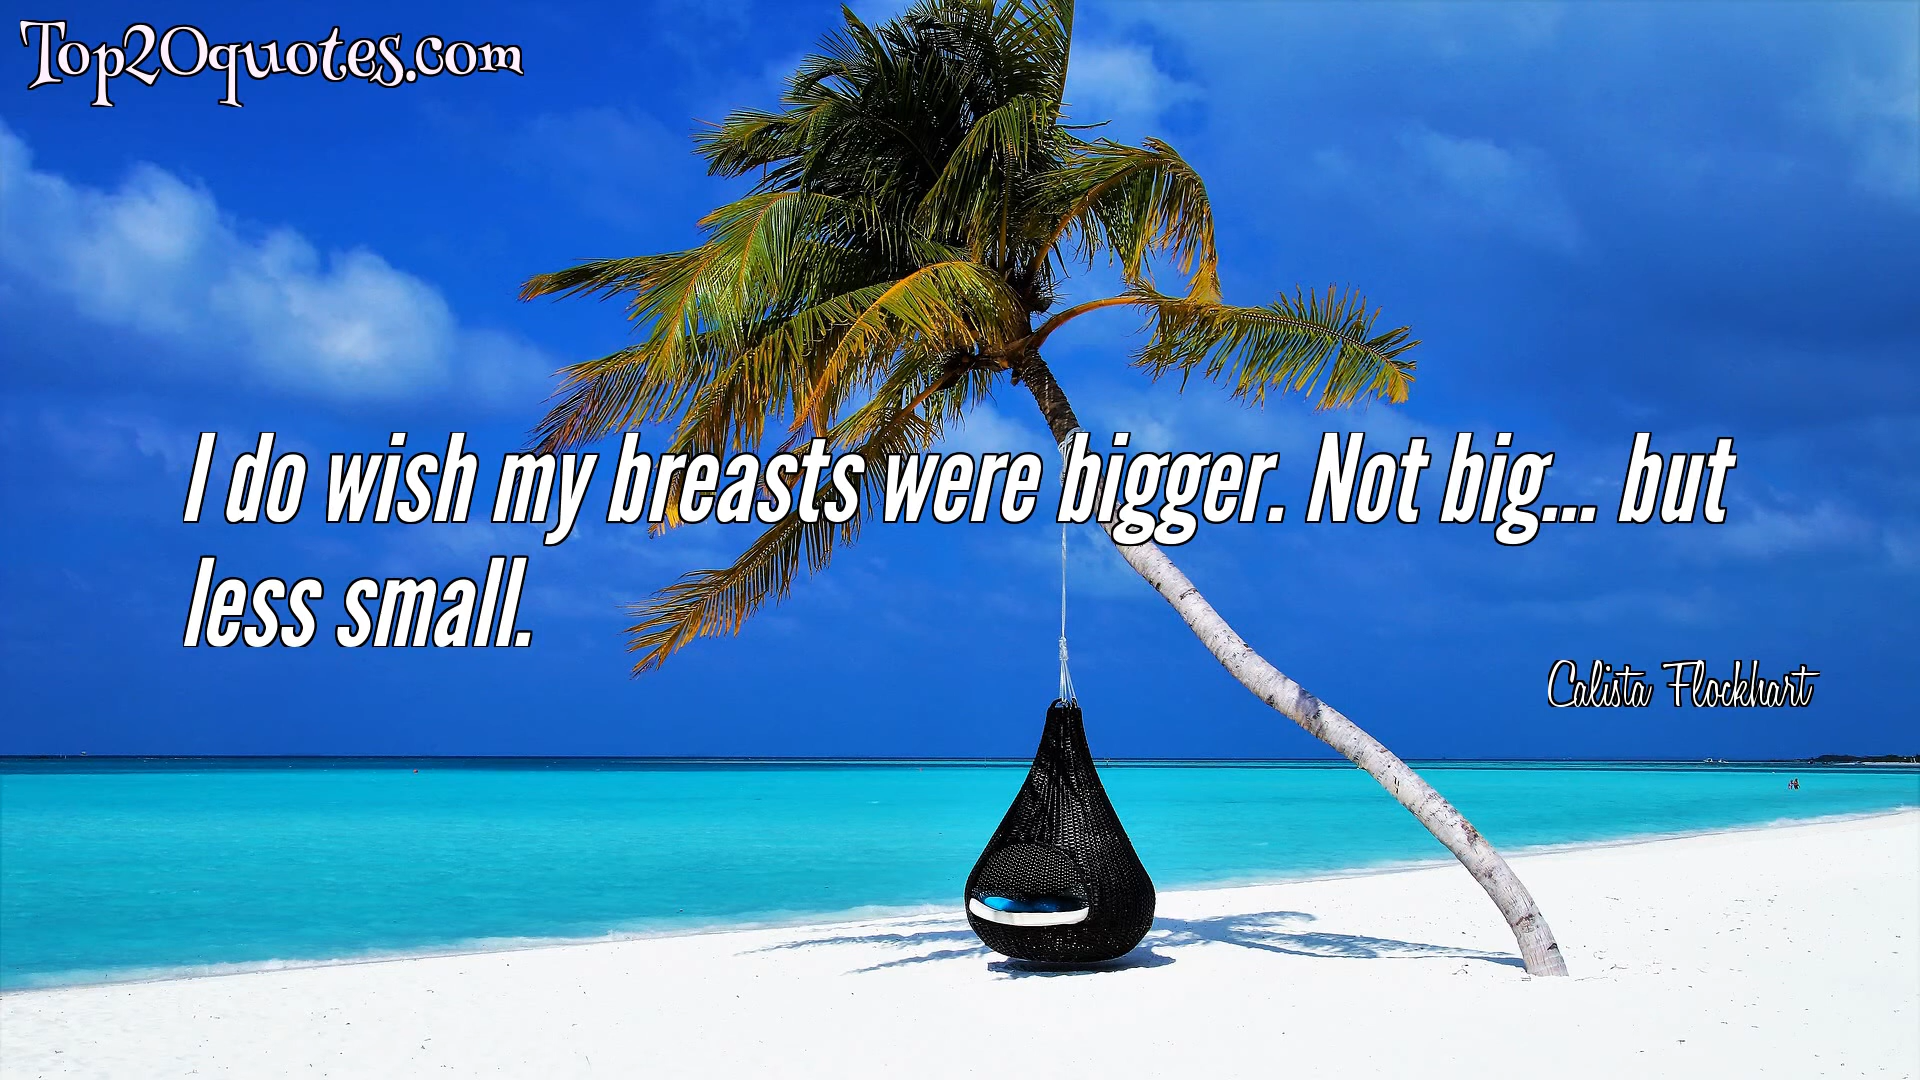 Top20quotes.com
I do wish my breasts were bigger. Not big... but
less small.
Calista Flockhart